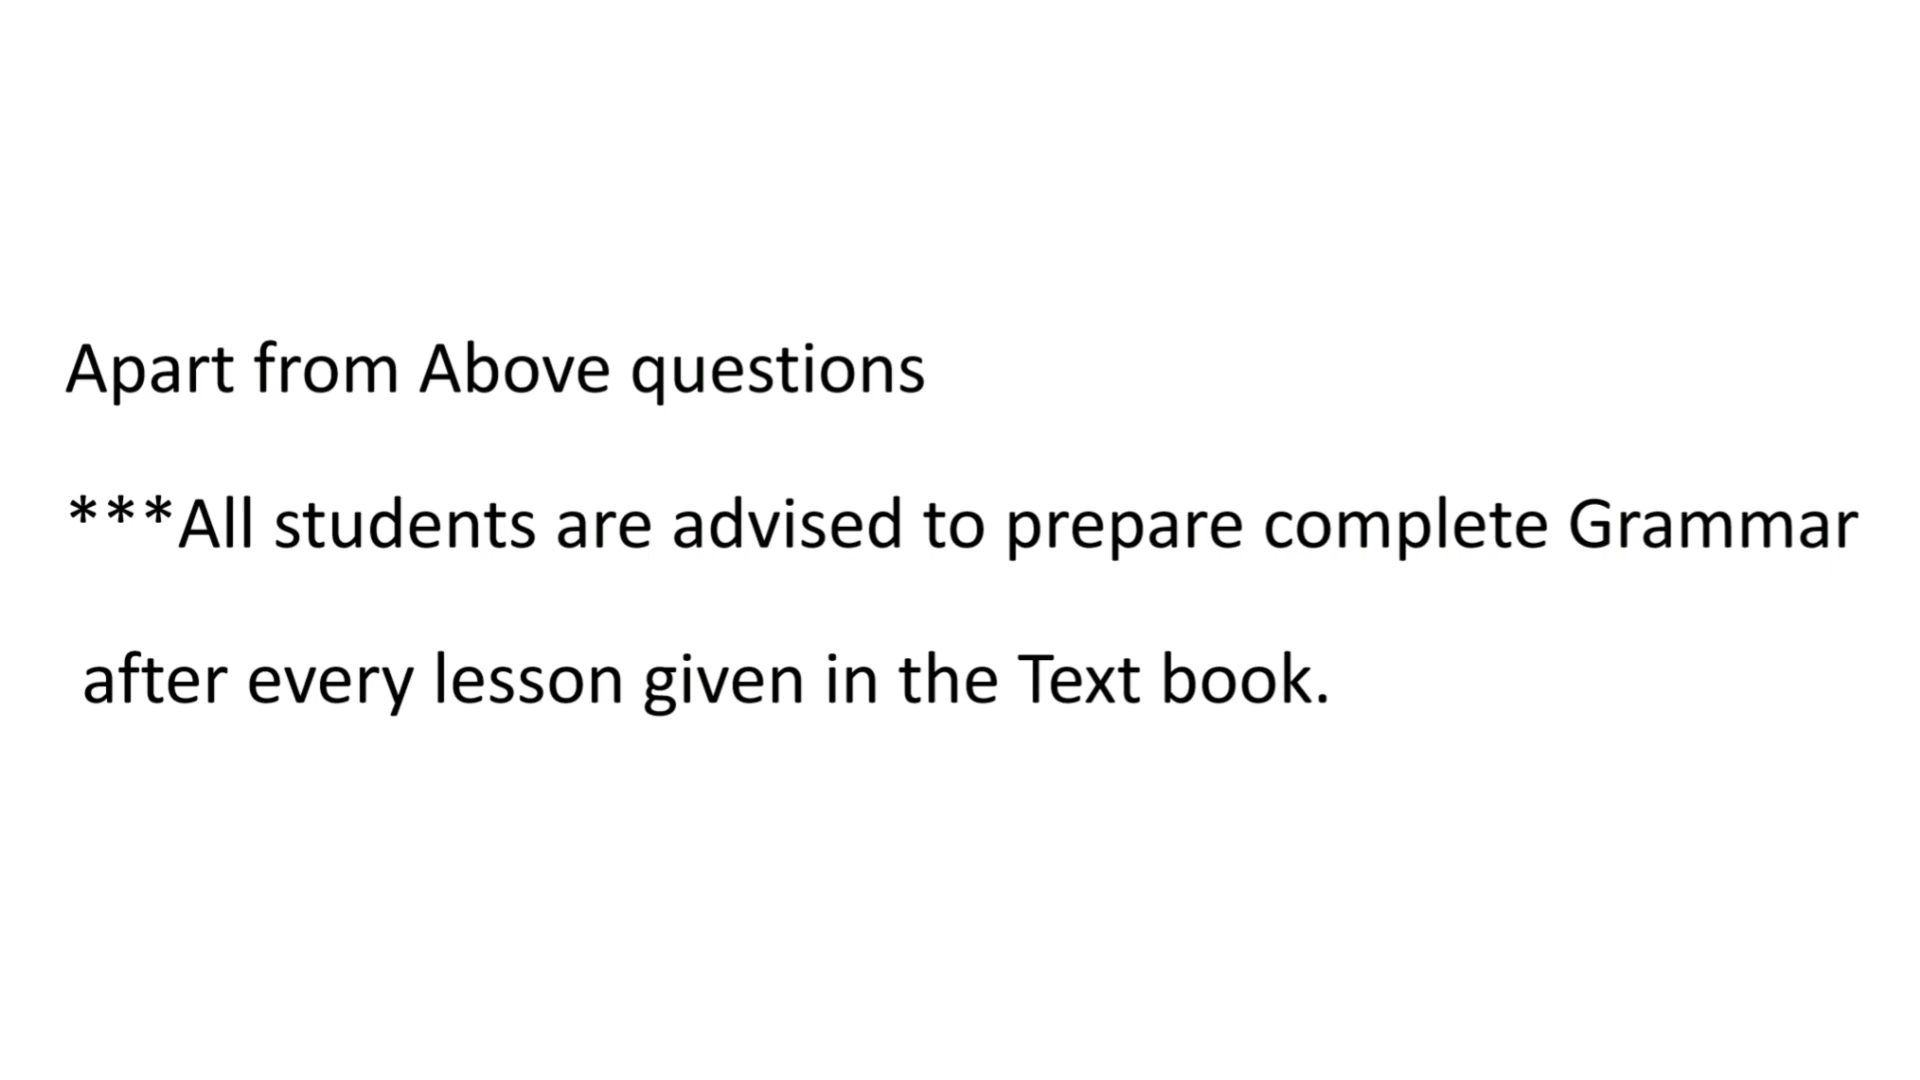 Apart from Above questions
***All students are advised to prepare complete Grammar
after every lesson given in the Text book.